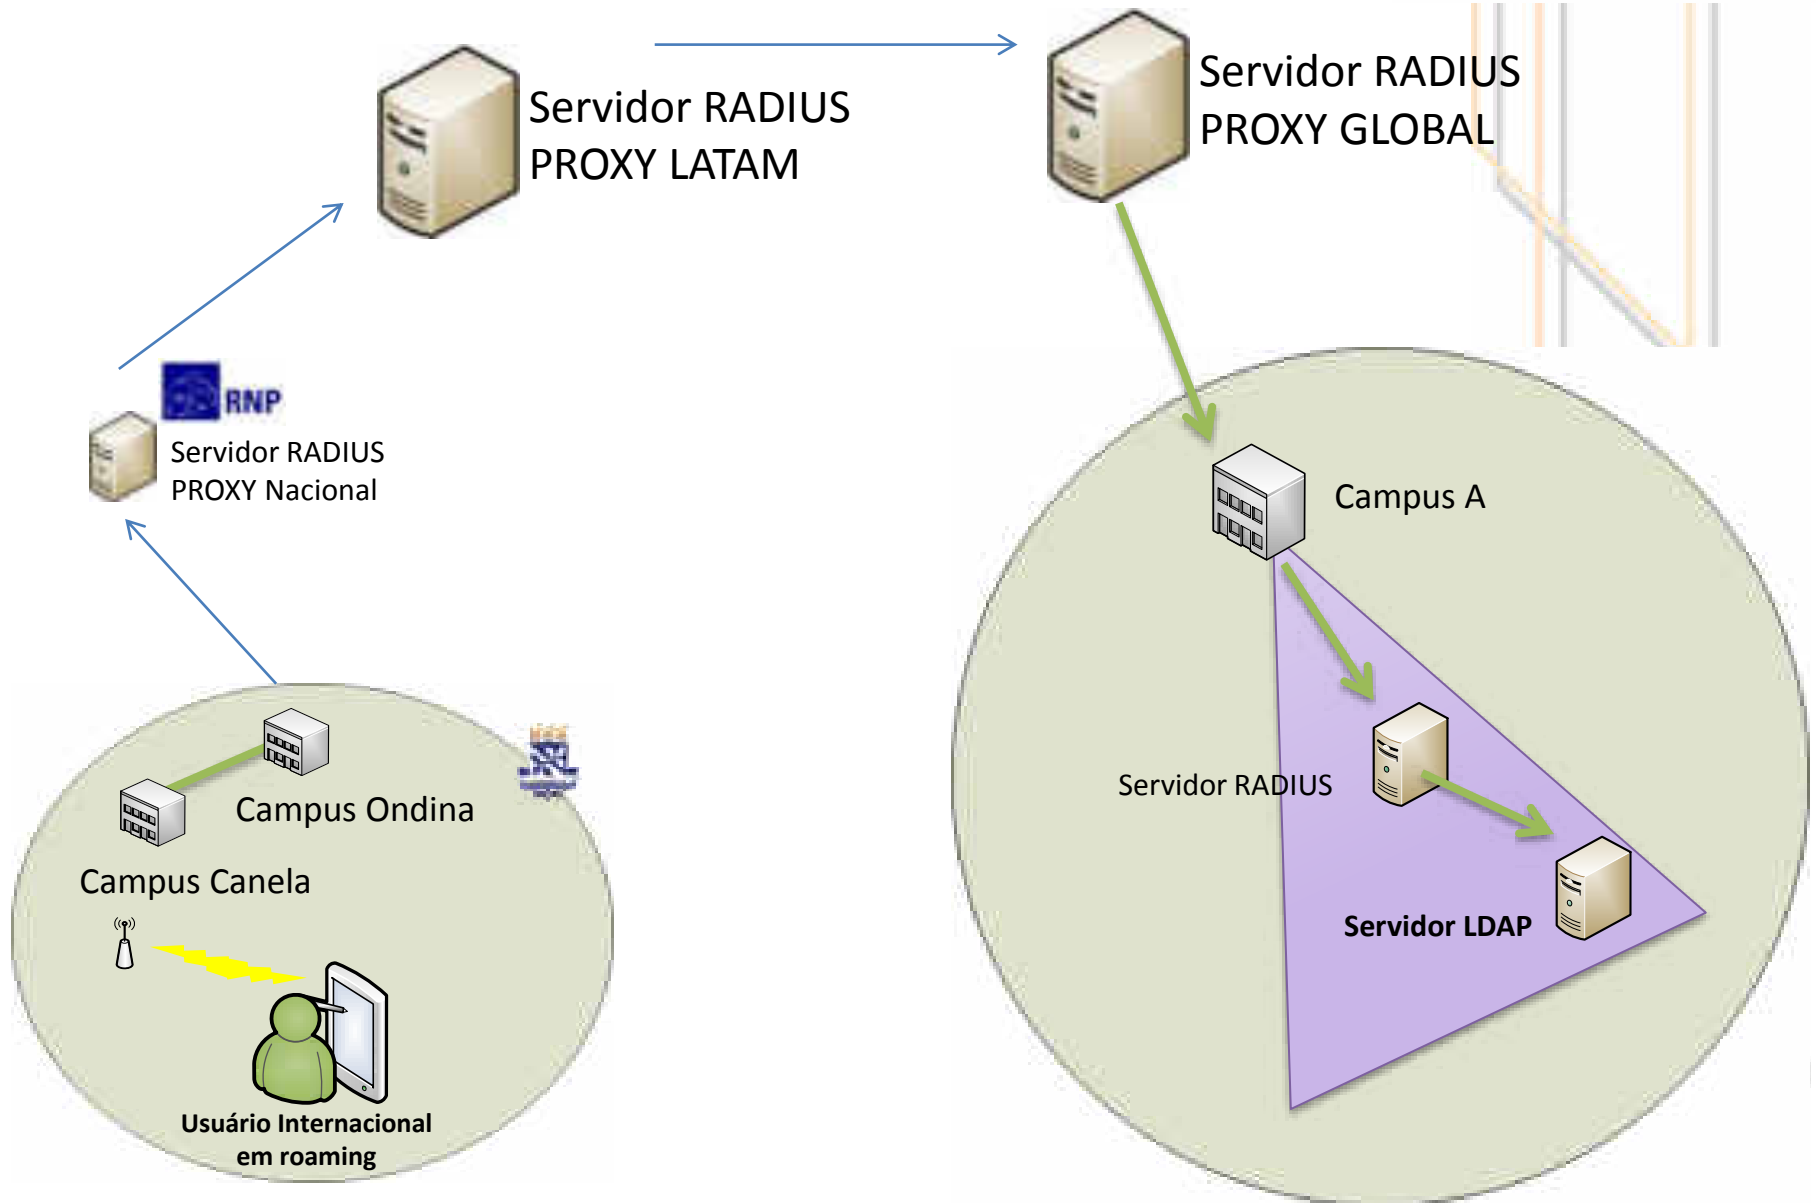 Servidor RADIUS
PROXY LATAM
Servidor RADIUS
PROXY GLOBAL
RNP
Servidor RADIUS
PROXY Nacional
Campus A
Campus Ondina
Campus Canela
Servidor RADIUS
Servidor LDAP
Usuário Internacional
em roaming